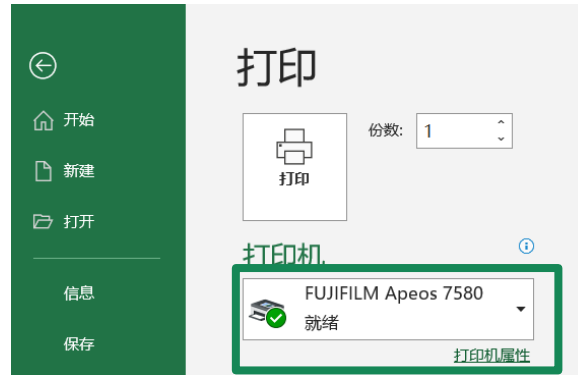 打印
开始
新建
打开
信息
保存
份数: 1
打印
打印机
FUJIFILM Apeos 7580
就绪
打印机属性